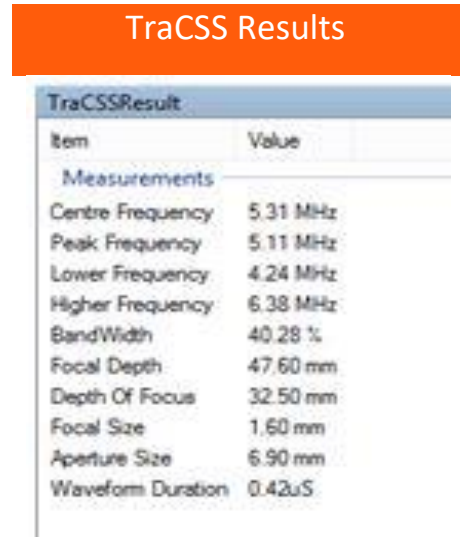 TraCSS Results
TraCSSResult
Item Value
Measurements
Centre Frequency 5.31 MHz
Peak Frequency 5.11 MHz
Lower Frequency 4.24 MHz
Higher Frequency 6.38 MHz
BandWidth 40.28 %
Focal Depth 47.60 mm
Depth Of Focus 32.50 mm
Focal Size 1.60 mm
Aperture Size 6.90 mm
Waveform Duration 0.42uS